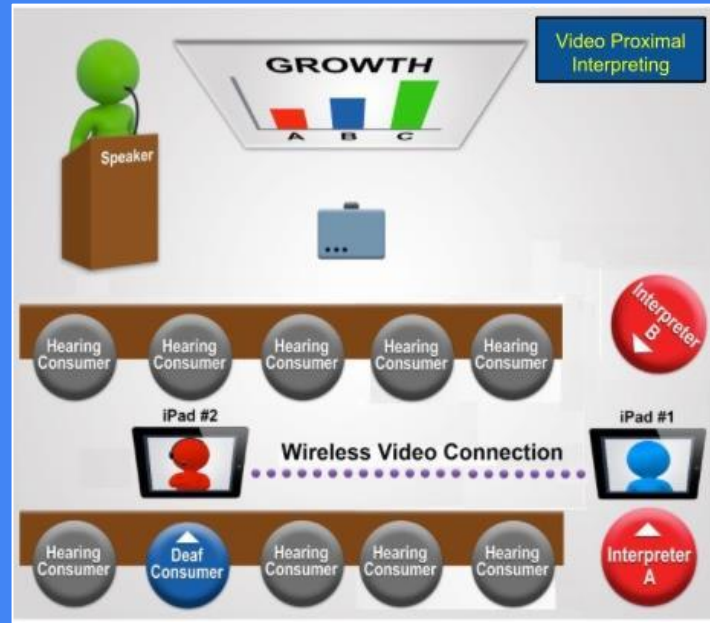 Video Proximal
Interpreting
GROWTH
A B C
Speaker
Interpreter
B
Hearing
Consumer
Hearing
Consumer
Hearing
Consumer
Hearing
Consumer
Hearing
Consumer
iPad #2
iPad #1
Wireless Video Connection
Hearing
Consumer
Deaf
Consumer
Hearing
Consumer
Hearing
Consumer
Hearing
Consumer
Interpreter
A